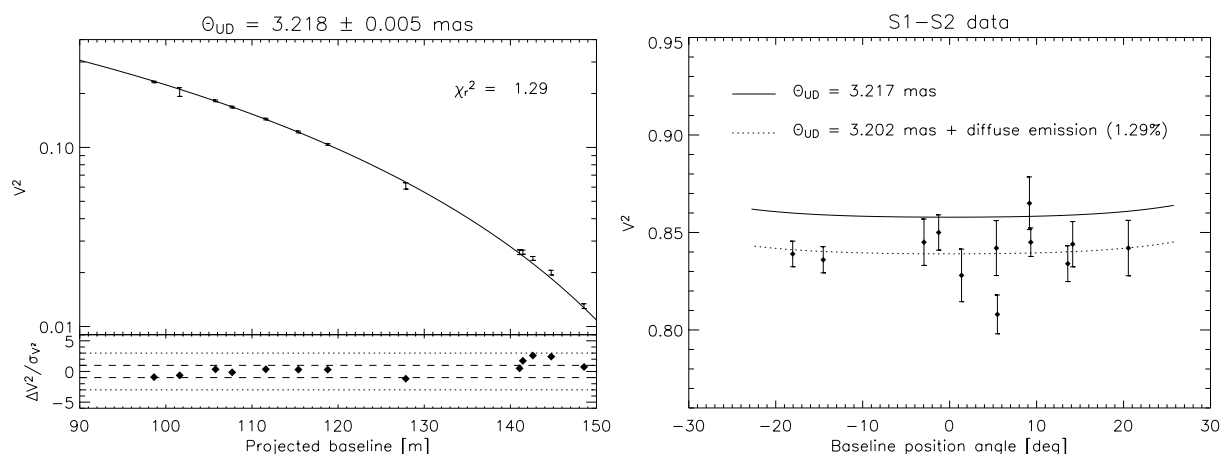 Θ_UD = 3.218 ± 0.005 mas
χ_r² = 1.29
V²
0.10
0.01
ΔV²/σ_V²
5
0
−5
90 100 110 120 130 140 150
Projected baseline [m]
S1−S2 data
Θ_UD = 3.217 mas
Θ_UD = 3.202 mas + diffuse emission (1.29%)
V²
0.95
0.90
0.85
0.80
−30 −20 −10 0 10 20 30
Baseline position angle [deg]